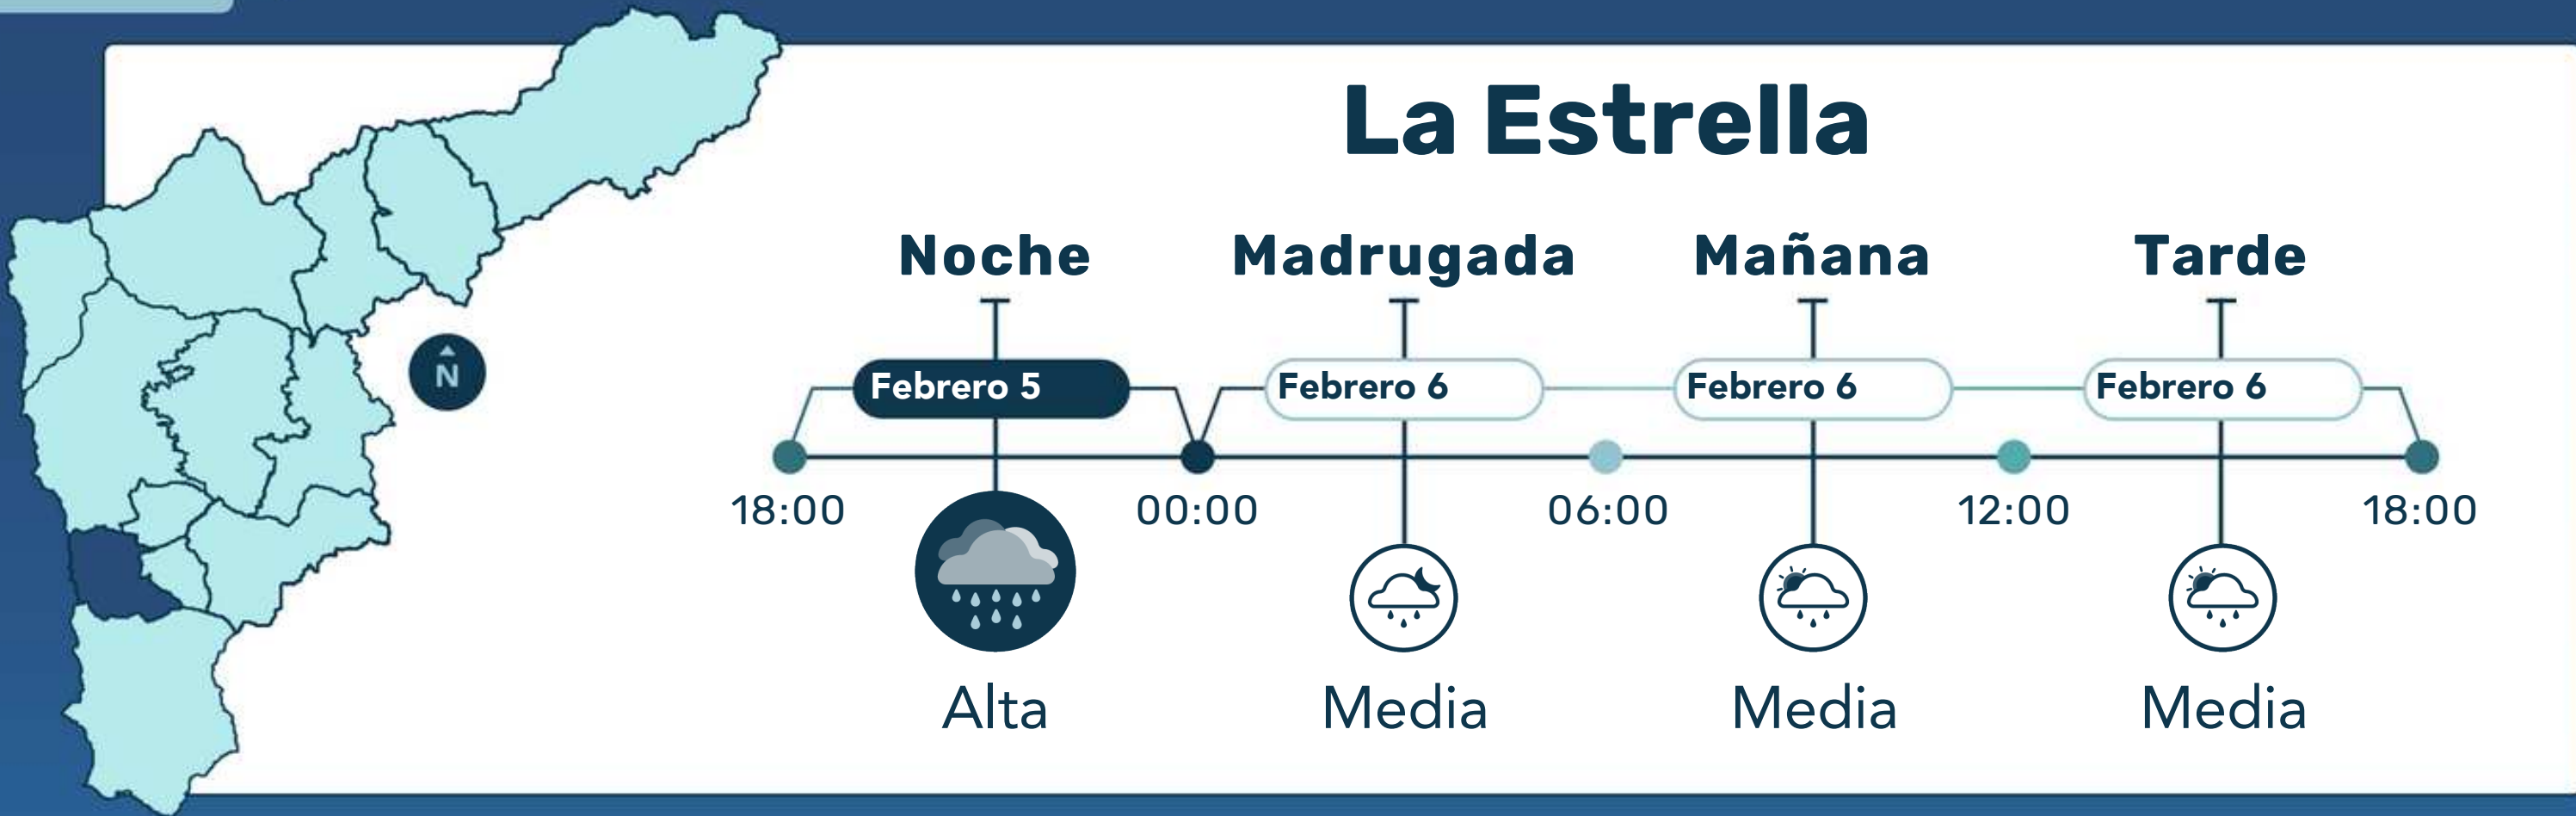 La Estrella
Noche Madrugada Mañana Tarde
N
Febrero 5 Febrero 6 Febrero 6 Febrero 6
18:00 00:00 06:00 12:00 18:00
Alta Media Media Media